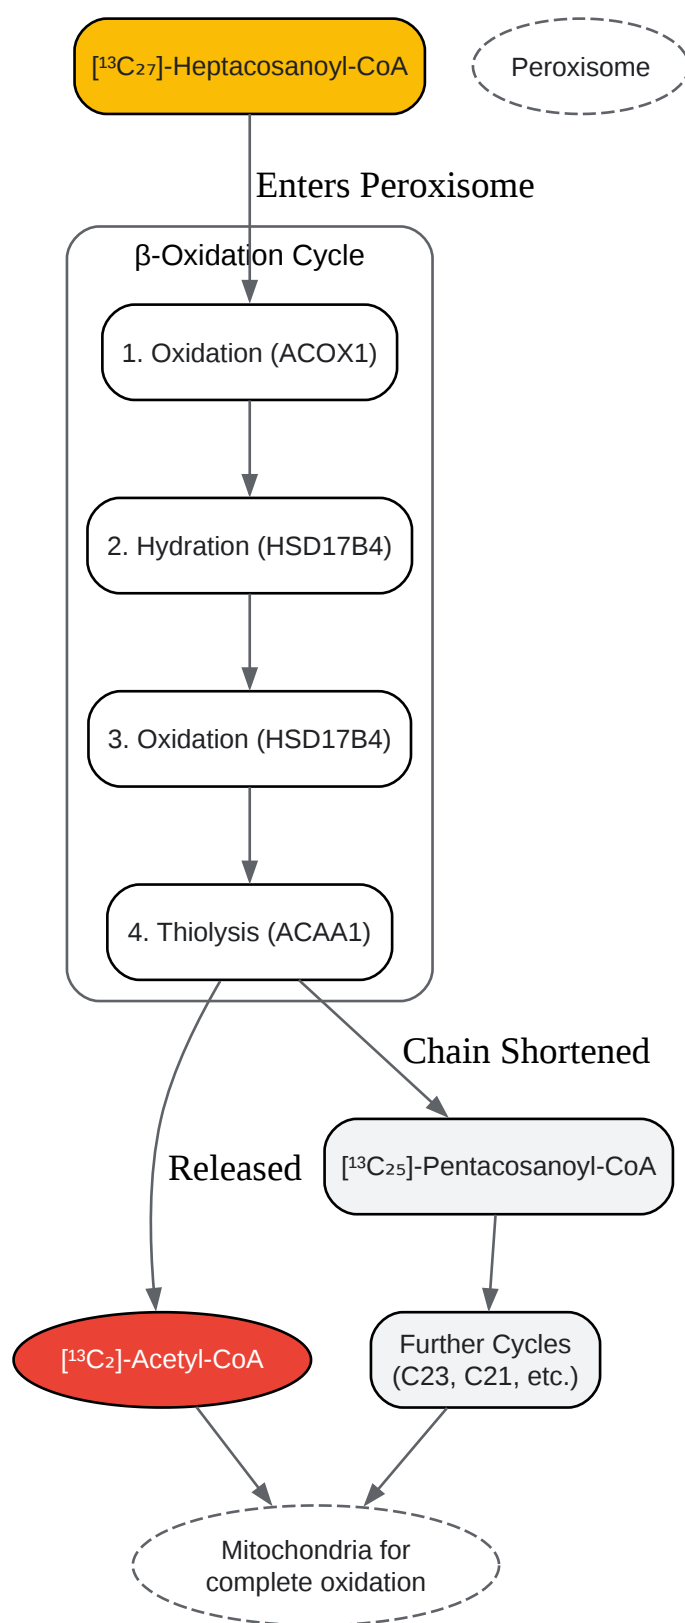 [¹³C₂₇]-Heptacosanoyl-CoA
Peroxisome
Enters Peroxisome
β-Oxidation Cycle
1. Oxidation (ACOX1)
2. Hydration (HSD17B4)
3. Oxidation (HSD17B4)
4. Thiolysis (ACAA1)
Chain Shortened
Released
[¹³C₂₅]-Pentacosanoyl-CoA
[¹³C₂]-Acetyl-CoA
Further Cycles
(C23, C21, etc.)
Mitochondria for
complete oxidation